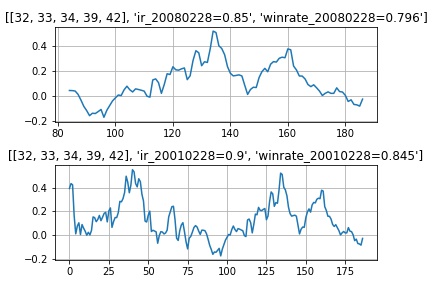 [[32, 33, 34, 39, 42], 'ir_20080228=0.85', 'winrate_20080228=0.796']
0.4
0.2
0.0
−0.2
80 100 120 140 160 180
[[32, 33, 34, 39, 42], 'ir_20010228=0.9', 'winrate_20010228=0.845']
0.4
0.2
0.0
−0.2
0 25 50 75 100 125 150 175